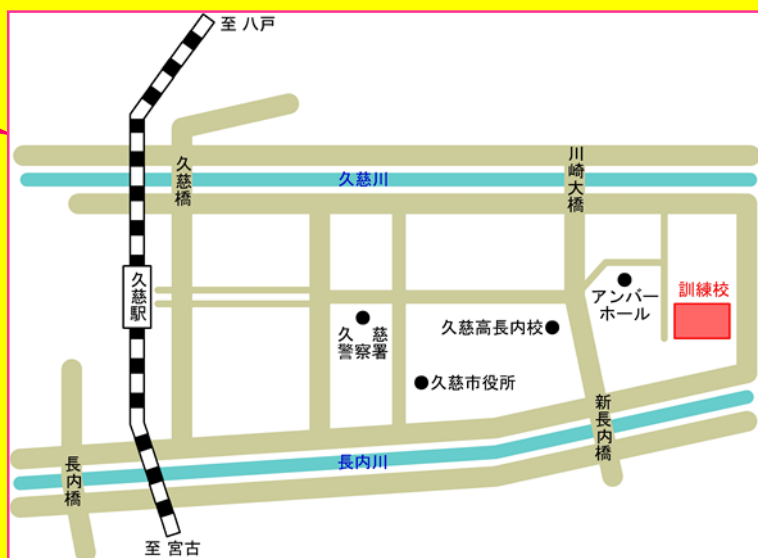 至 八戸
久慈橋
久慈川
川崎大橋
久慈駅
アンバー
ホール
訓練校
久　慈
警察署
久慈高長内校
久慈市役所
新長内橋
長内橋
長内川
至 宮古